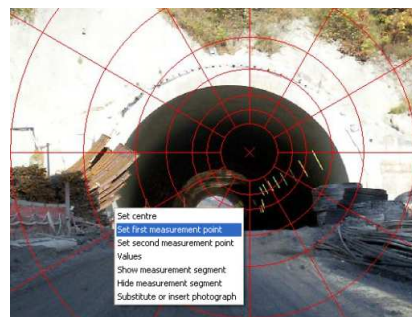 Set centre
Set first measurement point
Set second measurement point
Values
Show measurement segment
Hide measurement segment
Substitute or insert photograph